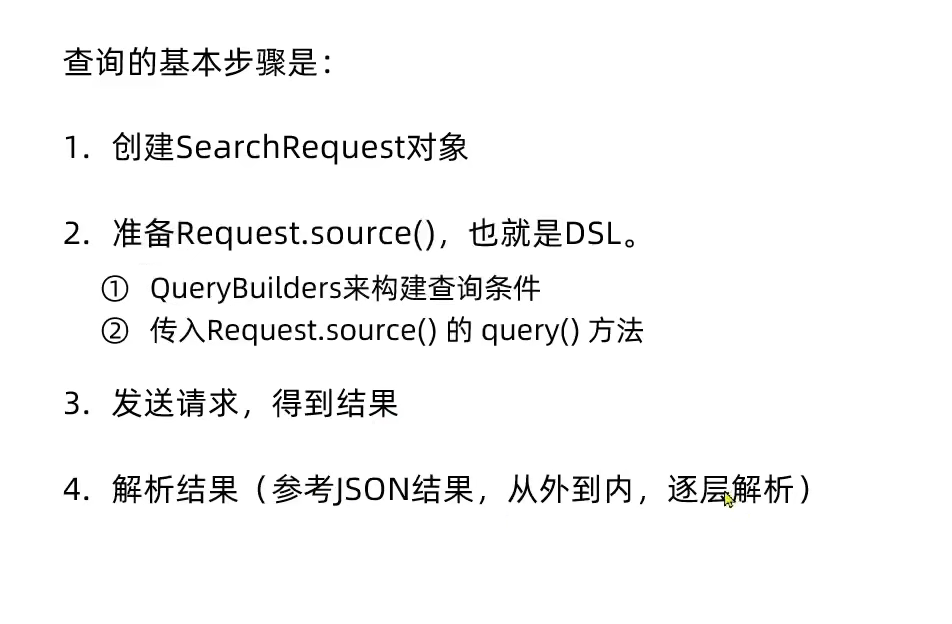 查询的基本步骤是：
1. 创建SearchRequest对象
2. 准备Request.source()，也就是DSL。
① QueryBuilders来构建查询条件
② 传入Request.source() 的 query() 方法
3. 发送请求，得到结果
4. 解析结果（参考JSON结果，从外到内，逐层解析）